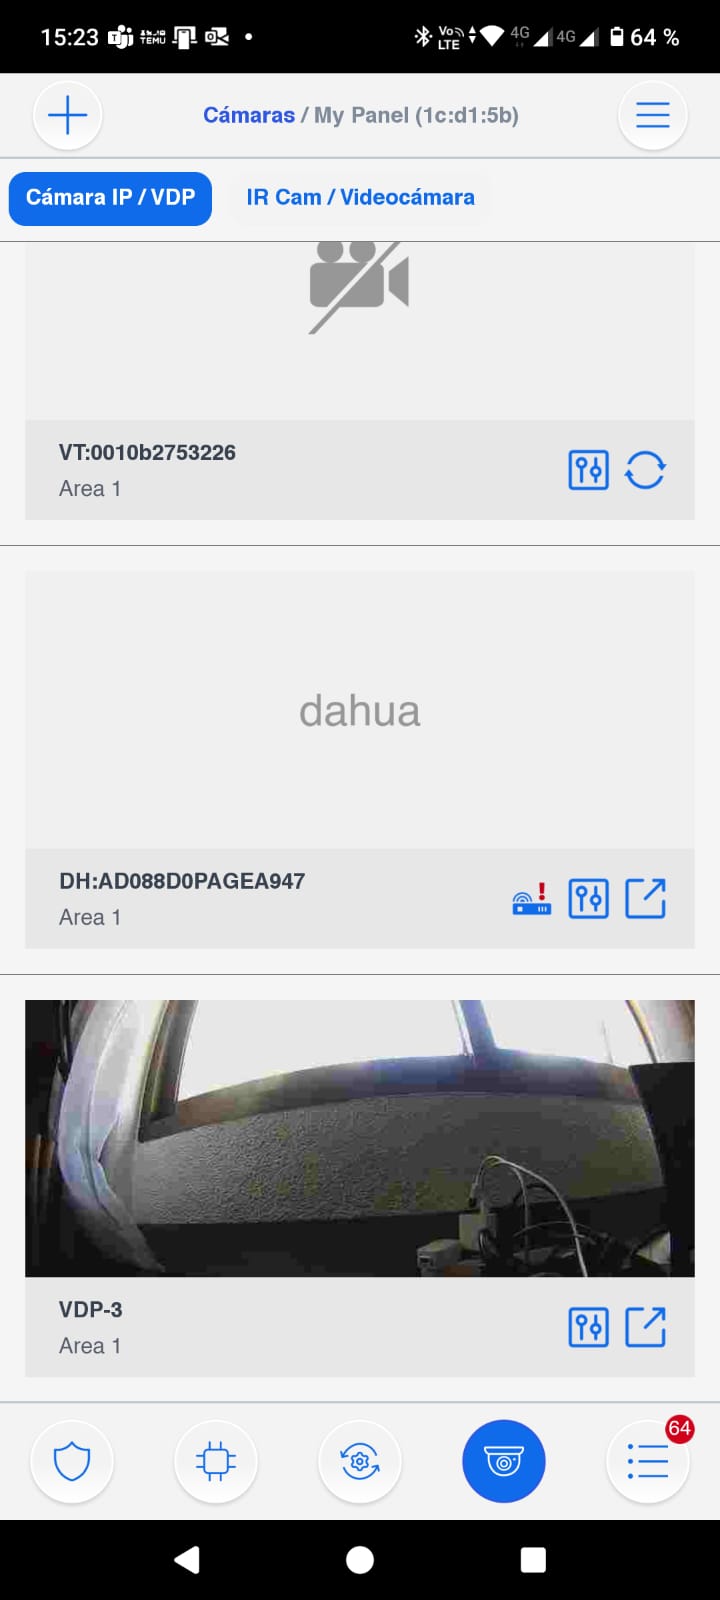 15:23 TEMU Vo LTE 4G 4G 64 %
Cámaras / My Panel (1c:d1:5b)
Cámara IP / VDP IR Cam / Videocámara
VT:0010b2753226
Area 1
dahua
DH:AD088D0PAGEA947
Area 1
VDP-3
Area 1
64